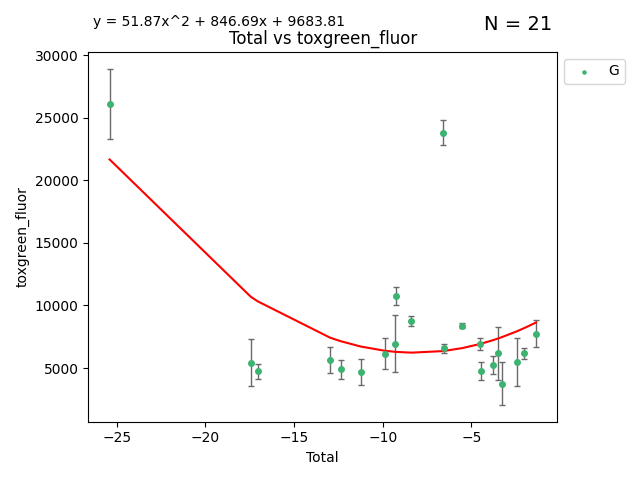 y = 51.87x^2 + 846.69x + 9683.81
N = 21
Total vs toxgreen_fluor
G
30000
25000
20000
15000
10000
5000
toxgreen_fluor
−25
−20
−15
−10
−5
Total